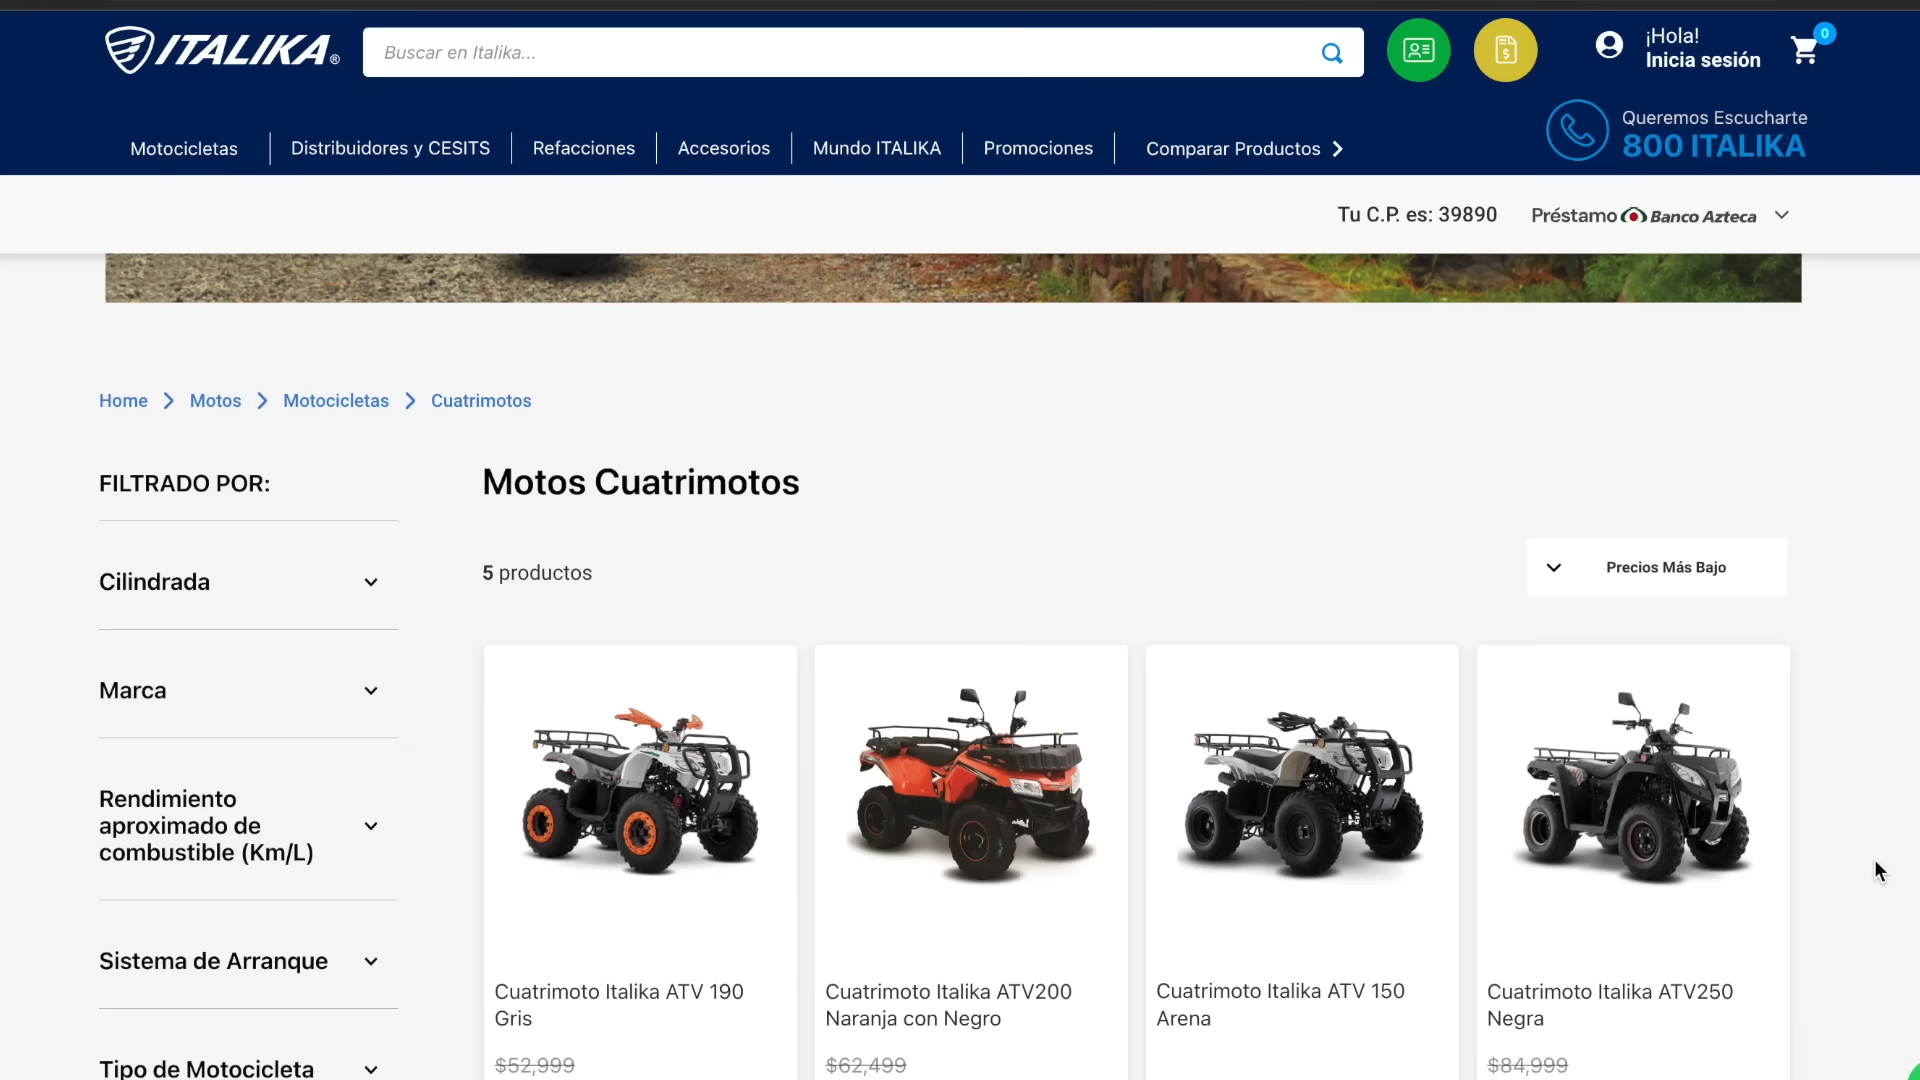 ITALIKA®
Buscar en Italika...
¡Hola!
Inicia sesión
0
Motocicletas
Distribuidores y CESITS
Refacciones
Accesorios
Mundo ITALIKA
Promociones
Comparar Productos
Queremos Escucharte
800 ITALIKA
Tu C.P. es: 39890
Préstamo Banco Azteca
Home
Motos
Motocicletas
Cuatrimotos
FILTRADO POR:
Cilindrada
Marca
Rendimiento
aproximado de
combustible (Km/L)
Sistema de Arranque
Tipo de Motocicleta
Motos Cuatrimotos
5 productos
Precios Más Bajo
Cuatrimoto Italika ATV 190
Gris
$52,999
Cuatrimoto Italika ATV200
Naranja con Negro
$62,499
Cuatrimoto Italika ATV 150
Arena
Cuatrimoto Italika ATV250
Negra
$84,999